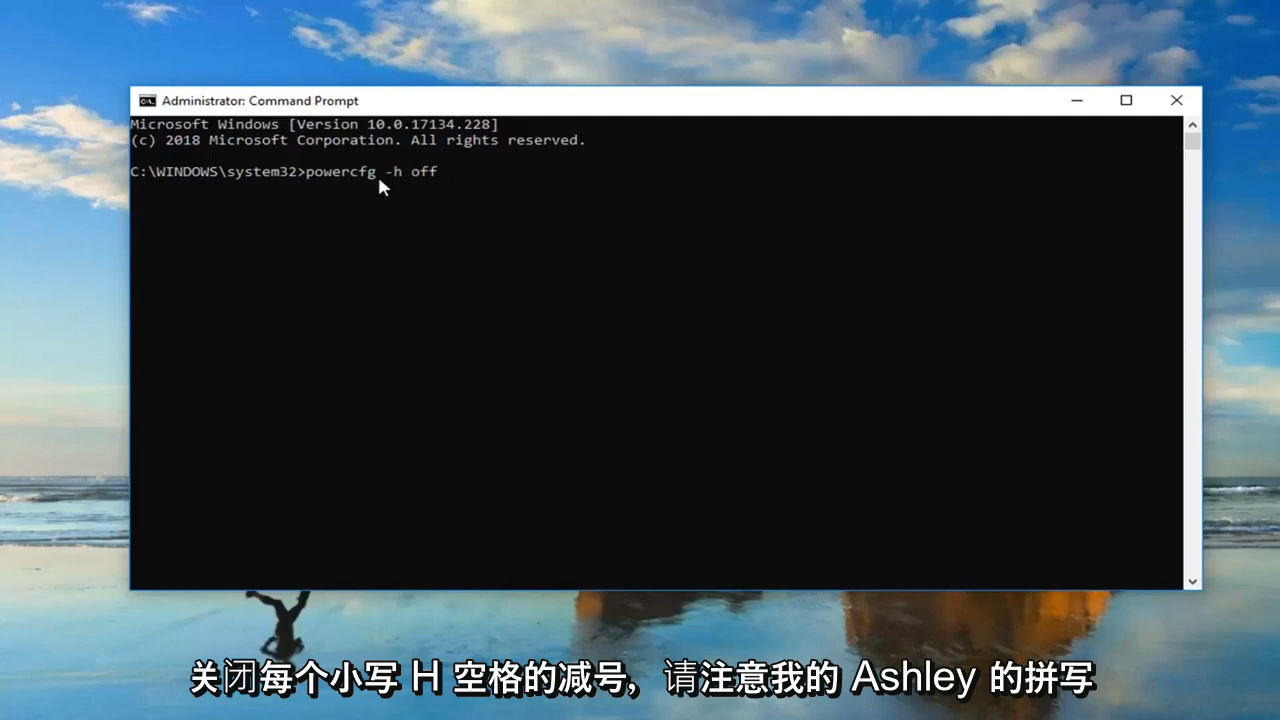 Administrator: Command Prompt
Microsoft Windows [Version 10.0.17134.228]
(c) 2018 Microsoft Corporation. All rights reserved.
C:\WINDOWS\system32>powercfg -h off
关闭每个小写 H 空格的减号，请注意我的 Ashley 的拼写